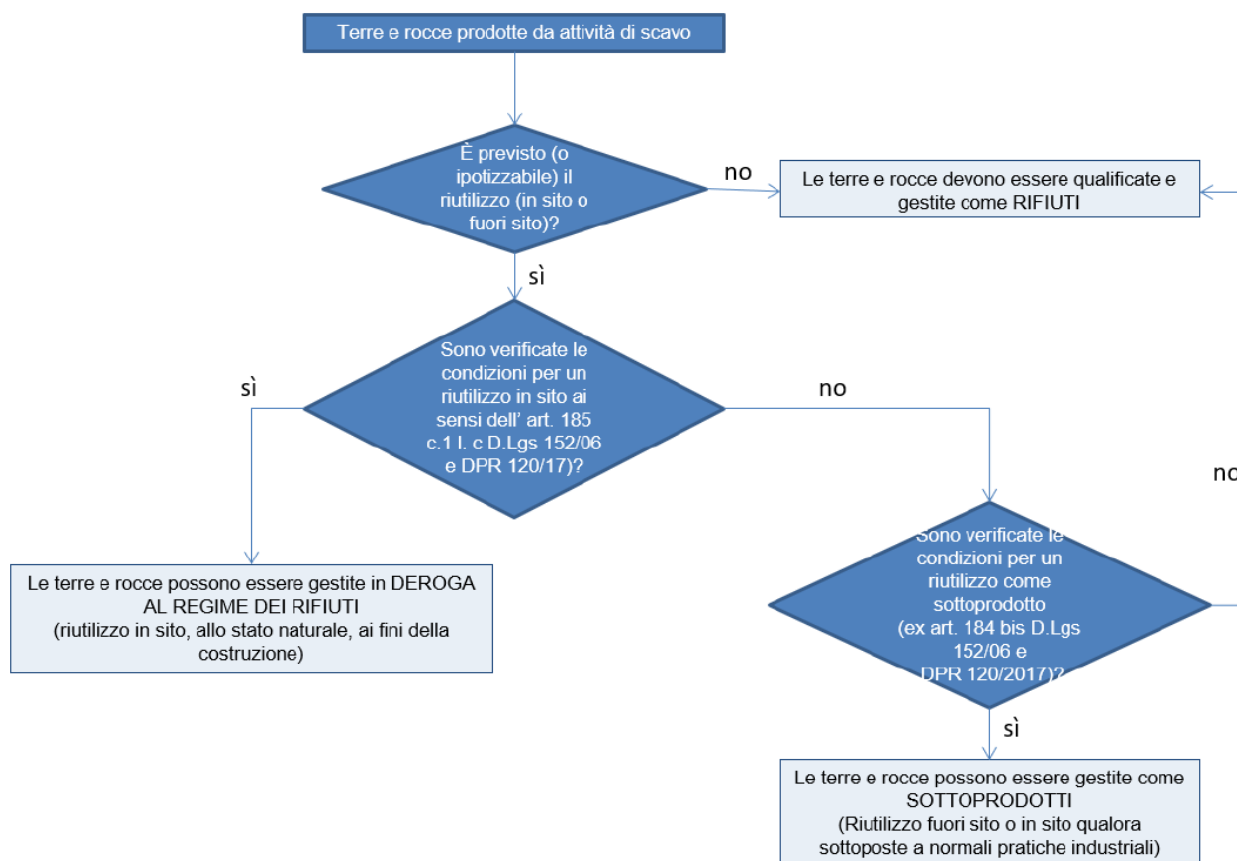 Terre e rocce prodotte da attività di scavo
È previsto (o
ipotizzabile) il
riutilizzo (in sito o
fuori sito)?
no
Le terre e rocce devono essere qualificate e
gestite come RIFIUTI
sì
Sono verificate le
condizioni per un
riutilizzo in sito ai
sensi dell' art. 185
c.1 l. c D.Lgs 152/06
e DPR 120/17)?
sì
no
no
Le terre e rocce possono essere gestite in DEROGA
AL REGIME DEI RIFIUTI
(riutilizzo in sito, allo stato naturale, ai fini della
costruzione)
Sono verificate le
condizioni per un
riutilizzo come
sottoprodotto
(ex art. 184 bis D.Lgs
152/06 e
DPR 120/2017)?
sì
Le terre e rocce possono essere gestite come
SOTTOPRODOTTI
(Riutilizzo fuori sito o in sito qualora
sottoposte a normali pratiche industriali)